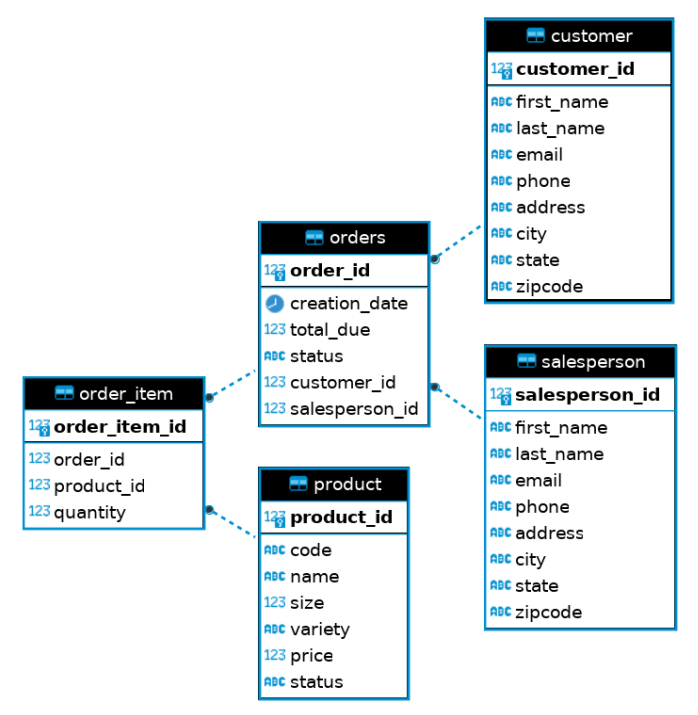 customer
123 customer_id
ABC first_name
ABC last_name
ABC email
ABC phone
ABC address
ABC city
ABC state
ABC zipcode
orders
123 order_id
creation_date
123 total_due
ABC status
123 customer_id
123 salesperson_id
salesperson
123 salesperson_id
ABC first_name
ABC last_name
ABC email
ABC phone
ABC address
ABC city
ABC state
ABC zipcode
order_item
123 order_item_id
123 order_id
123 product_id
123 quantity
product
123 product_id
ABC code
ABC name
123 size
ABC variety
123 price
ABC status